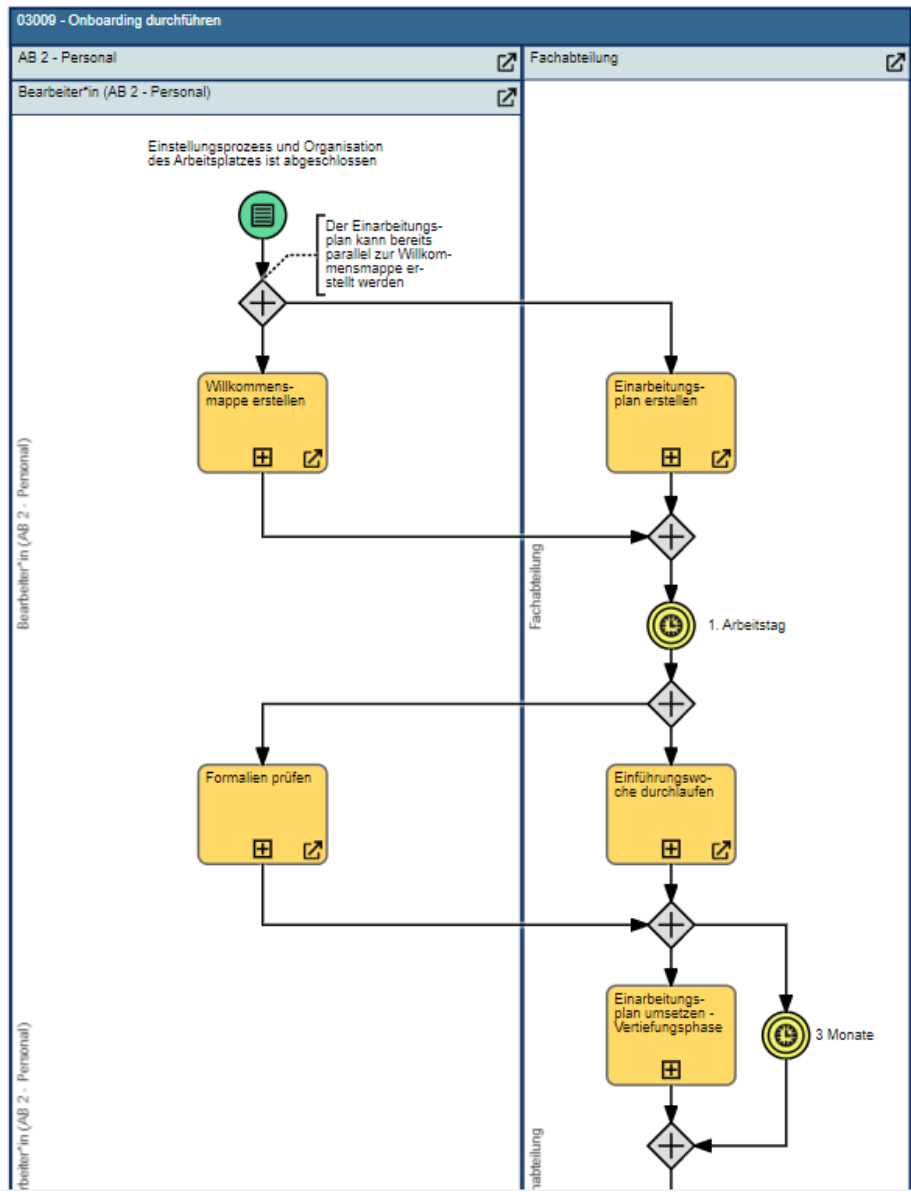 03009 - Onboarding durchführen
AB 2 - Personal
Fachabteilung
Bearbeiter*in (AB 2 - Personal)
Einstellungsprozess und Organisation
des Arbeitsplatzes ist abgeschlossen
Der Einarbeitungs-
plan kann bereits
parallel zur Willkom-
mensmappe er-
stellt werden
Willkommens-
mappe erstellen
Einarbeitungs-
plan erstellen
Bearbeiter*in (AB 2 - Personal)
Fachabteilung
1. Arbeitstag
Formalien prüfen
Einführungswo-
che durchlaufen
Einarbeitungs-
plan umsetzen -
Vertiefungsphase
3 Monate
rbeiter*in (AB 2 - Personal)
habteilung